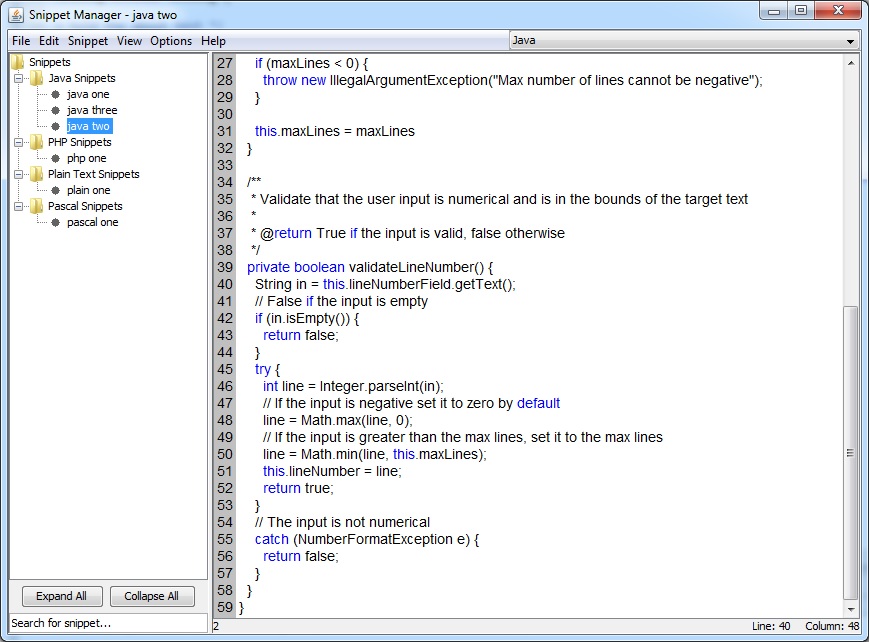 Snippet Manager - java two
File Edit Snippet View Options Help
Java
Snippets
Java Snippets
java one
java three
java two
PHP Snippets
php one
Plain Text Snippets
plain one
Pascal Snippets
pascal one
Expand All Collapse All
Search for snippet...
27 if (maxLines < 0) {
28 throw new IllegalArgumentException("Max number of lines cannot be negative");
29 }
30
31 this.maxLines = maxLines
32 }
33
34 /**
35 * Validate that the user input is numerical and is in the bounds of the target text
36 *
37 * @return True if the input is valid, false otherwise
38 */
39 private boolean validateLineNumber() {
40 String in = this.lineNumberField.getText();
41 // False if the input is empty
42 if (in.isEmpty()) {
43 return false;
44 }
45 try {
46 int line = Integer.parseInt(in);
47 // If the input is negative set it to zero by default
48 line = Math.max(line, 0);
49 // If the input is greater than the max lines, set it to the max lines
50 line = Math.min(line, this.maxLines);
51 this.lineNumber = line;
52 return true;
53 }
54 // The input is not numerical
55 catch (NumberFormatException e) {
56 return false;
57 }
58 }
59 }
2
Line: 40 Column: 48